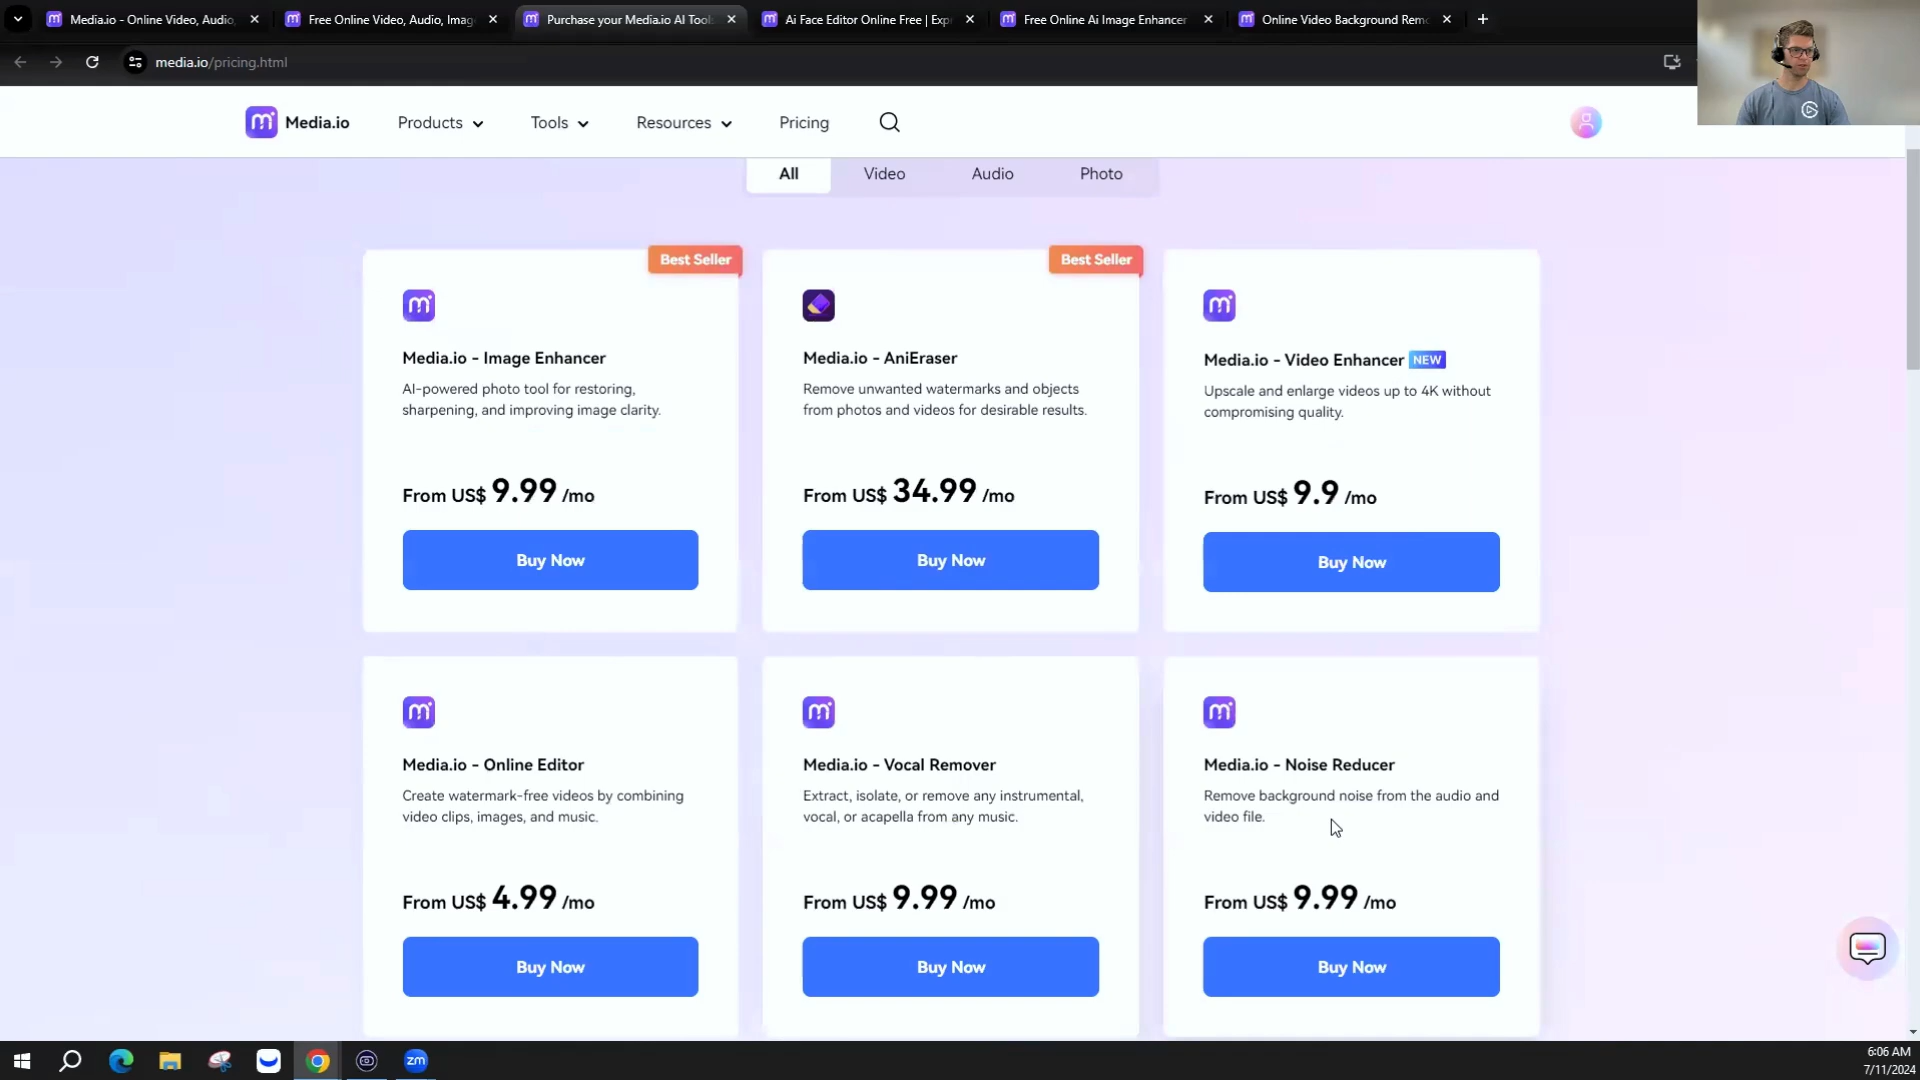 Media.io - Online Video, Audio,
Free Online Video, Audio, Imag
Purchase your Media.io AI Tools
Ai Face Editor Online Free | Exp
Free Online Ai Image Enhancer
Online Video Background Rem
media.io/pricing.html
Media.io
Products
Tools
Resources
Pricing
All
Video
Audio
Photo
Best Seller
Media.io - Image Enhancer
AI-powered photo tool for restoring,
sharpening, and improving image clarity.
From US$ 9.99 /mo
Buy Now
Best Seller
Media.io - AniEraser
Remove unwanted watermarks and objects
from photos and videos for desirable results.
From US$ 34.99 /mo
Buy Now
Media.io - Video Enhancer NEW
Upscale and enlarge videos up to 4K without
compromising quality.
From US$ 9.9 /mo
Buy Now
Media.io - Online Editor
Create watermark-free videos by combining
video clips, images, and music.
From US$ 4.99 /mo
Buy Now
Media.io - Vocal Remover
Extract, isolate, or remove any instrumental,
vocal, or acapella from any music.
From US$ 9.99 /mo
Buy Now
Media.io - Noise Reducer
Remove background noise from the audio and
video file.
From US$ 9.99 /mo
Buy Now
zm
6:06 AM
7/11/2024